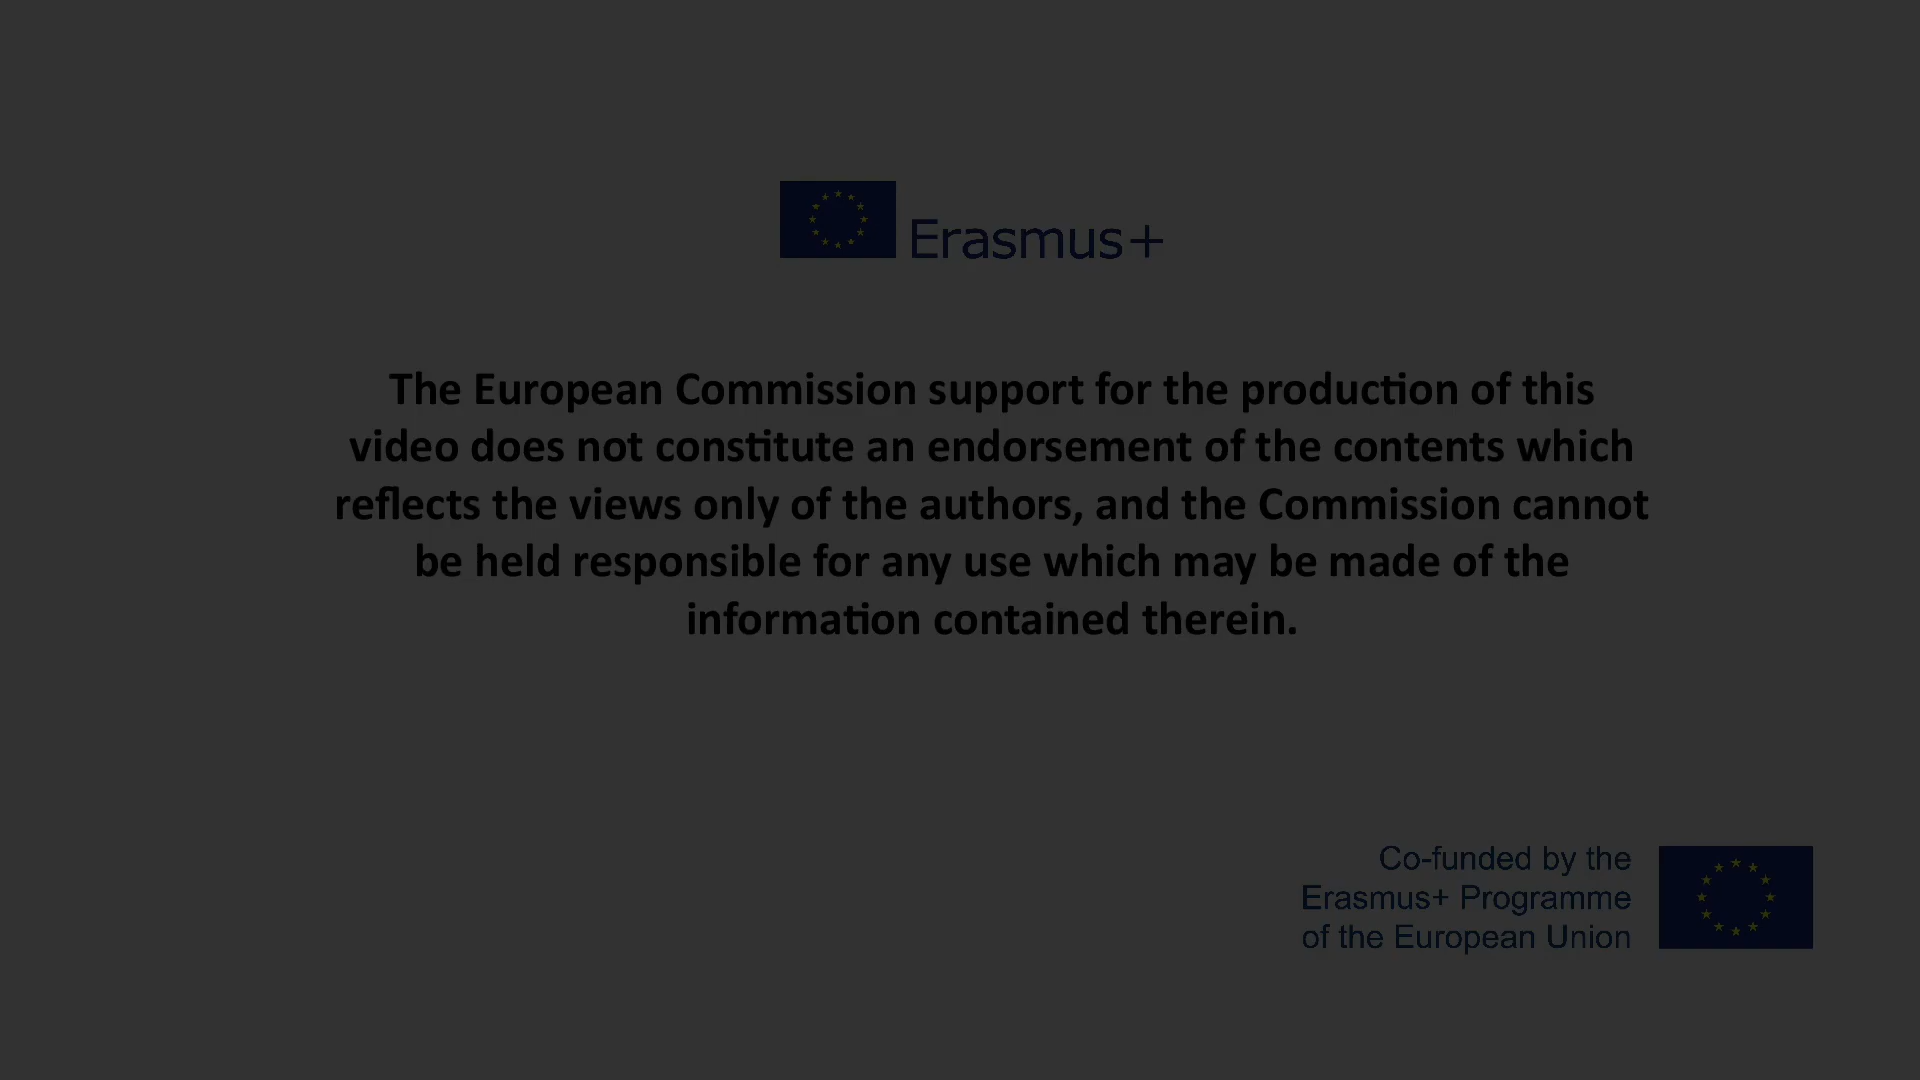 Erasmus+
The European Commission support for the production of this
video does not constitute an endorsement of the contents which
reflects the views only of the authors, and the Commission cannot
be held responsible for any use which may be made of the
information contained therein.
Co-funded by the
Erasmus+ Programme
of the European Union